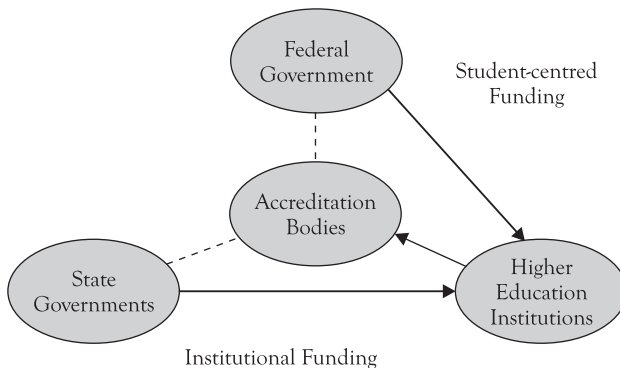 Federal
Government
Student-centred
Funding
Accreditation
Bodies
State
Governments
Higher
Education
Institutions
Institutional Funding